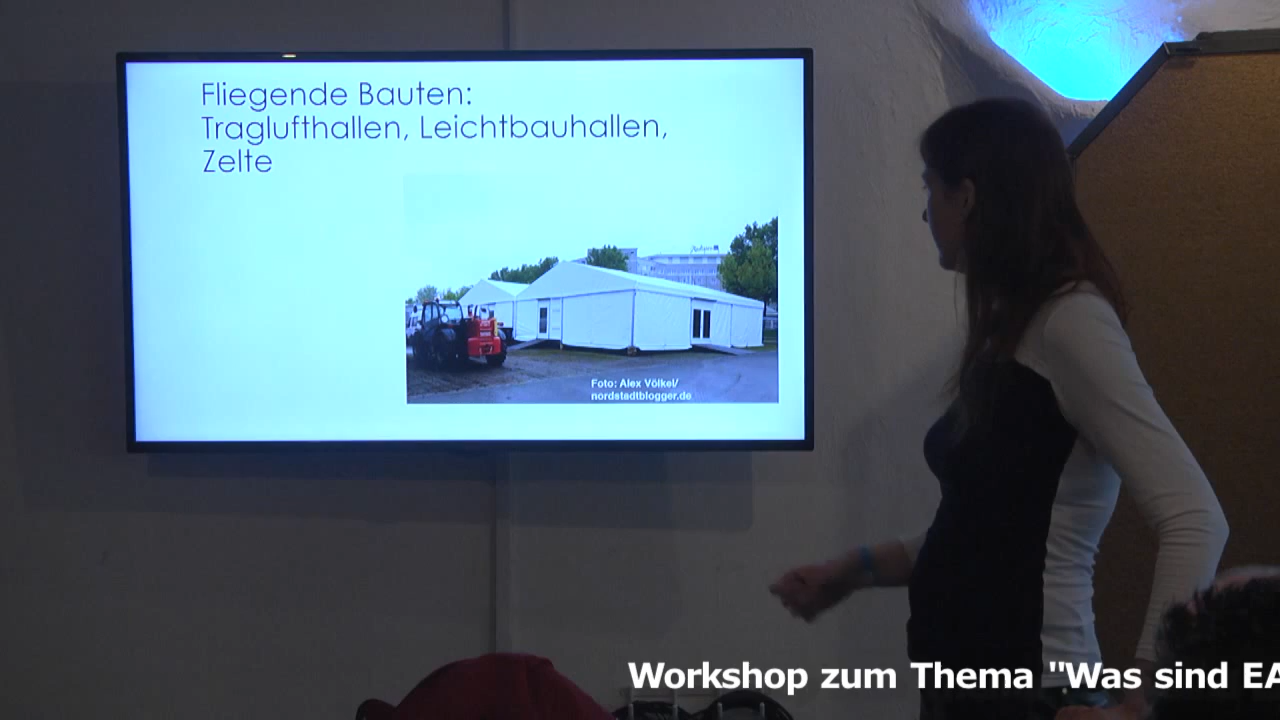 Fliegende Bauten:
Traglufthallen, Leichtbauhallen,
Zelte
Foto: Alex Völkel/
nordstadtblogger.de
Workshop zum Thema "Was sind EA